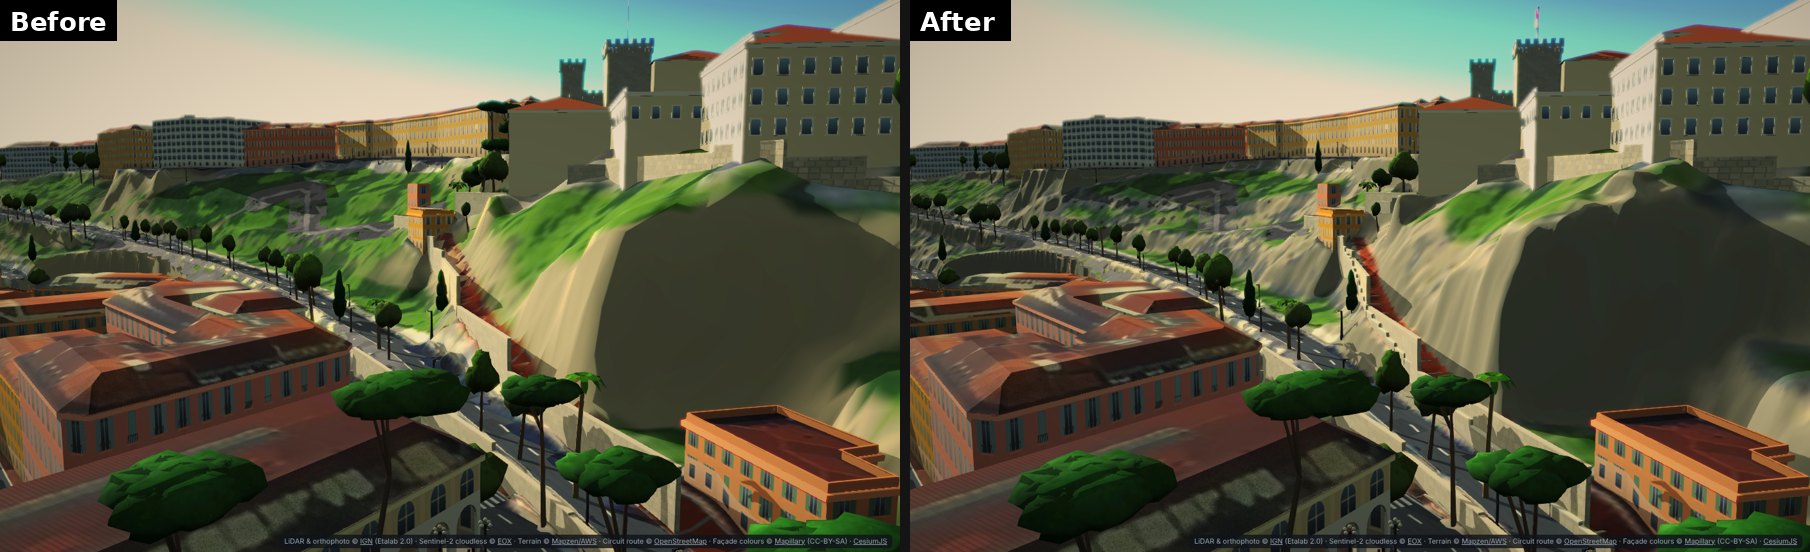 Before
After
LiDAR & orthophoto © IGN (Etalab 2.0) · Sentinel-2 cloudless © EOX · Terrain © Mapzen/AWS · Circuit route © OpenStreetMap · Façade colours © Mapillary (CC-BY-SA) · CesiumJS
LiDAR & orthophoto © IGN (Etalab 2.0) · Sentinel-2 cloudless © EOX · Terrain © Mapzen/AWS · Circuit route © OpenStreetMap · Façade colours © Mapillary (CC-BY-SA) · CesiumJS